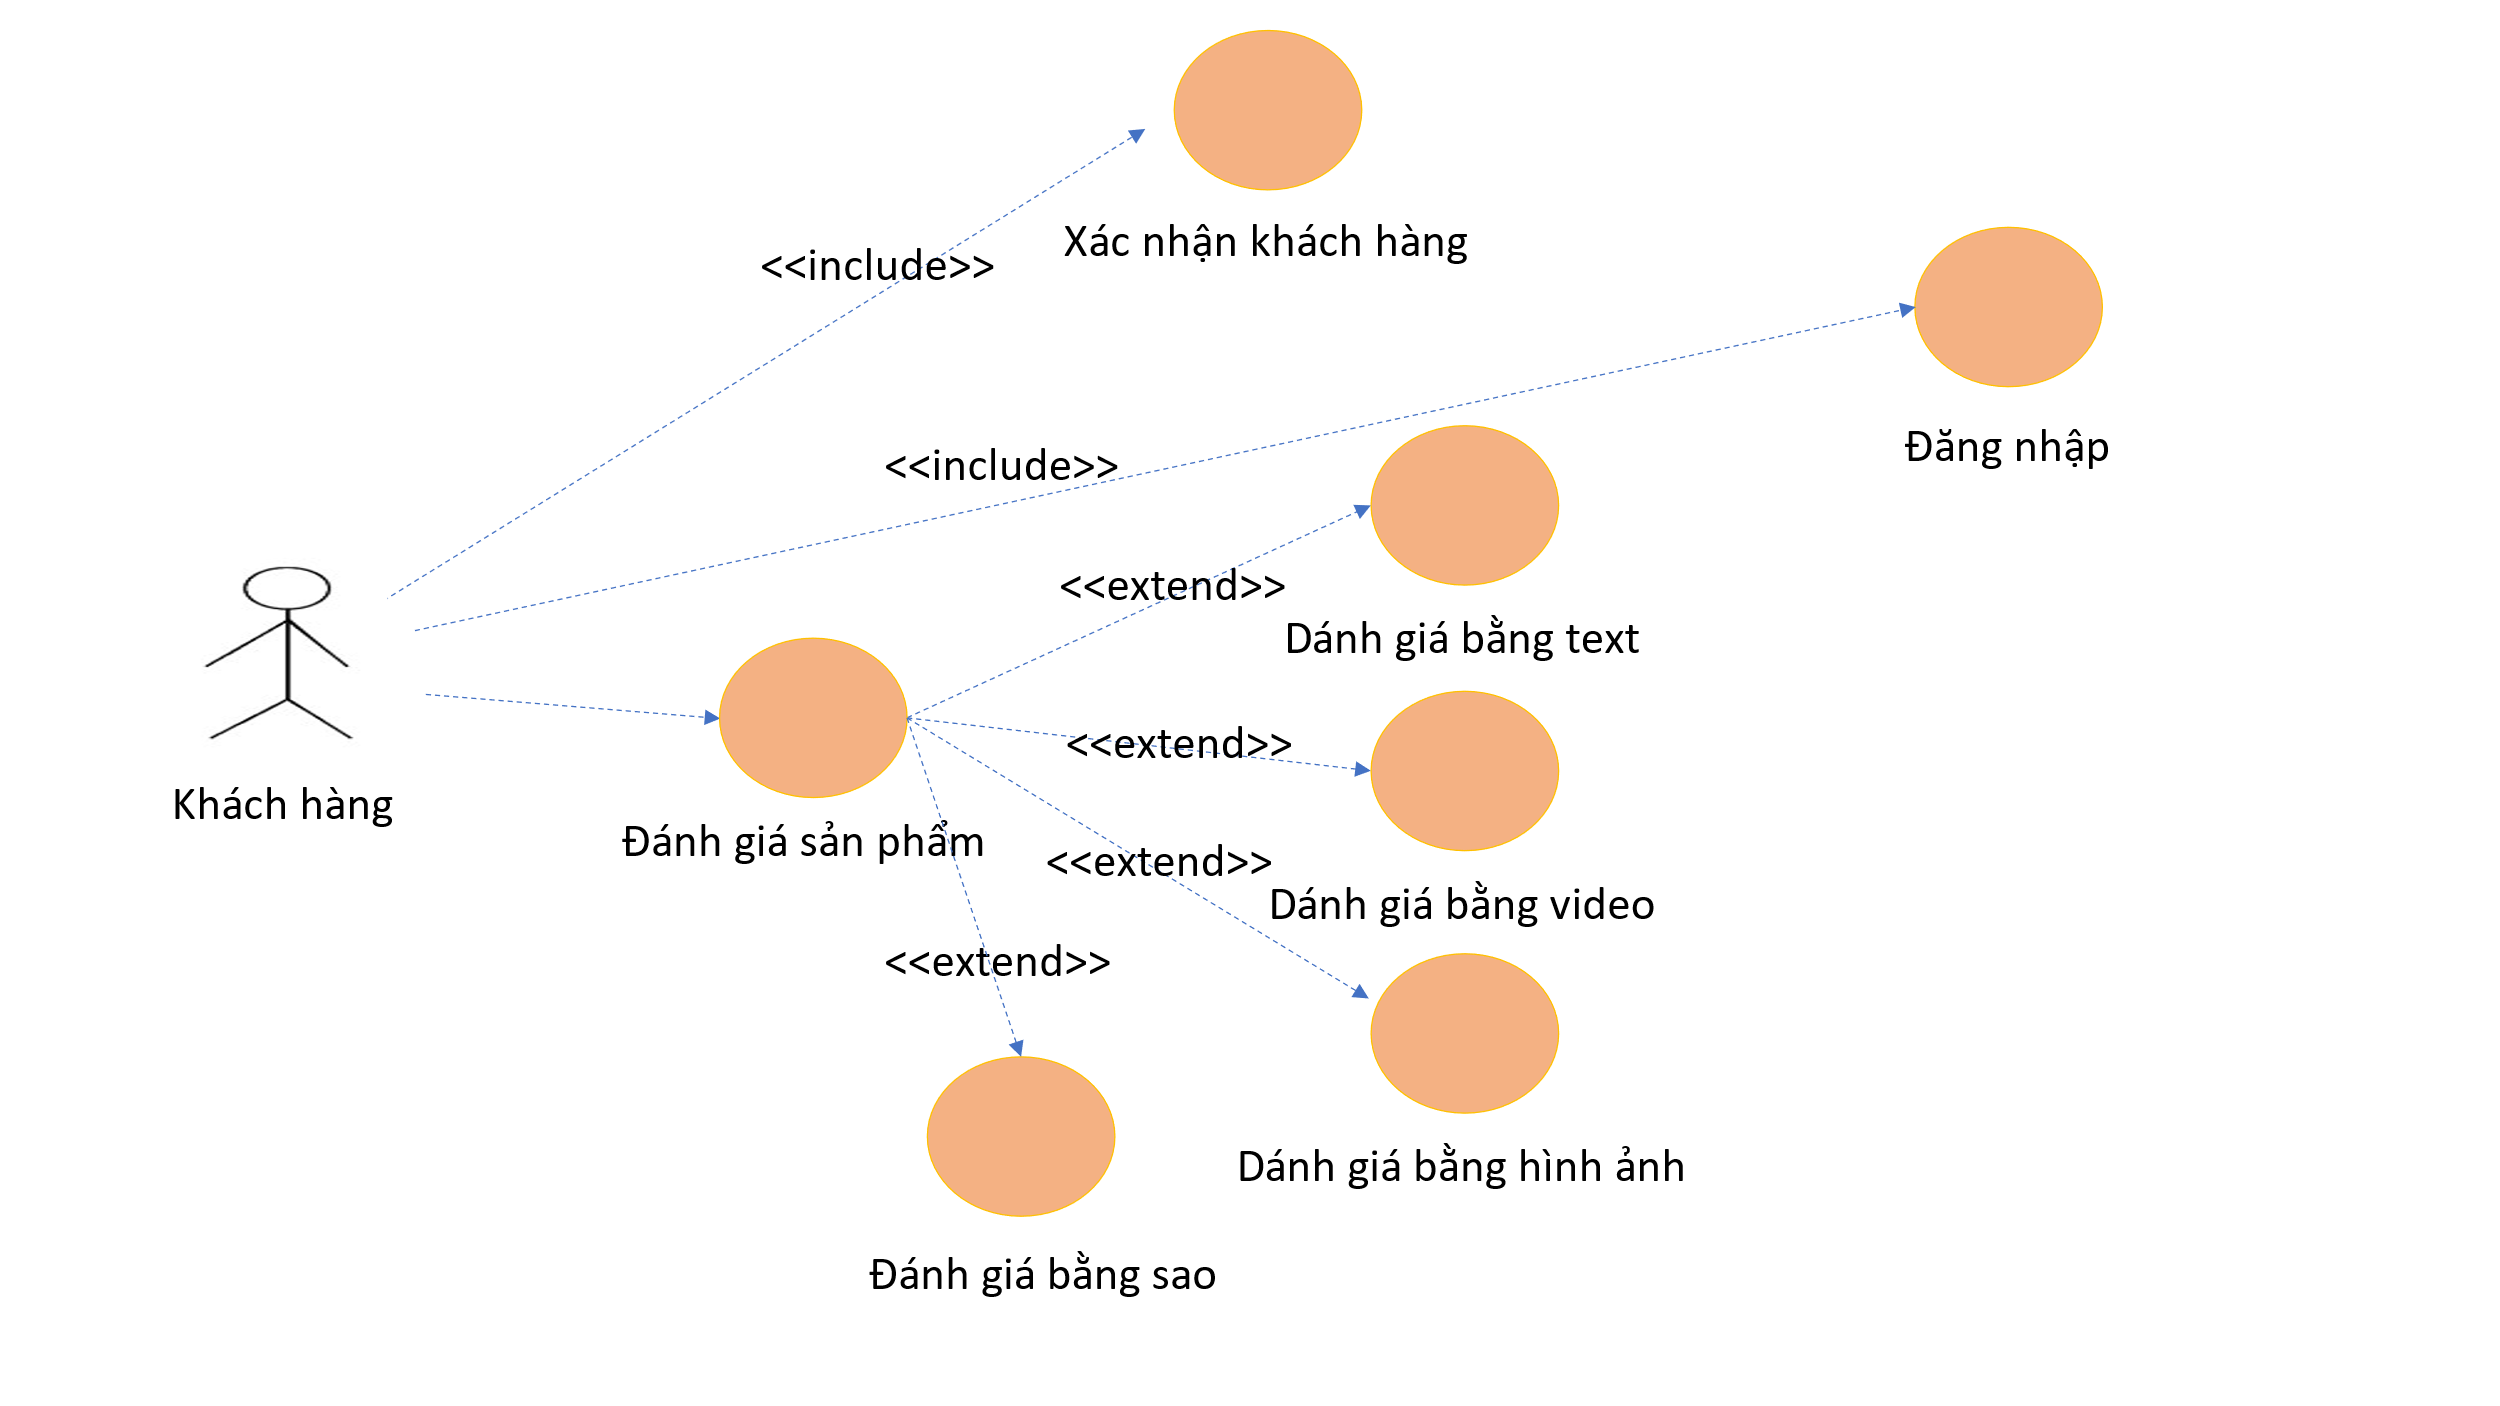 Xác nhận khách hàng
<<include>>
Đăng nhập
<<include>>
<<extend>>
Dánh giá bằng text
<<extend>>
Khách hàng
Đánh giá sản phẩm
<<extend>>
Dánh giá bằng video
<<extend>>
Dánh giá bằng hình ảnh
Đánh giá bằng sao